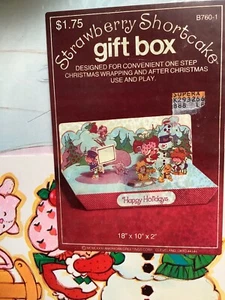 $1.75
B760-1
Strawberry Shortcake
gift box
DESIGNED FOR CONVENIENT ONE STEP
CHRISTMAS WRAPPING AND AFTER CHRISTMAS
USE AND PLAY.
Happy Holidays
18" x 10" x 2"